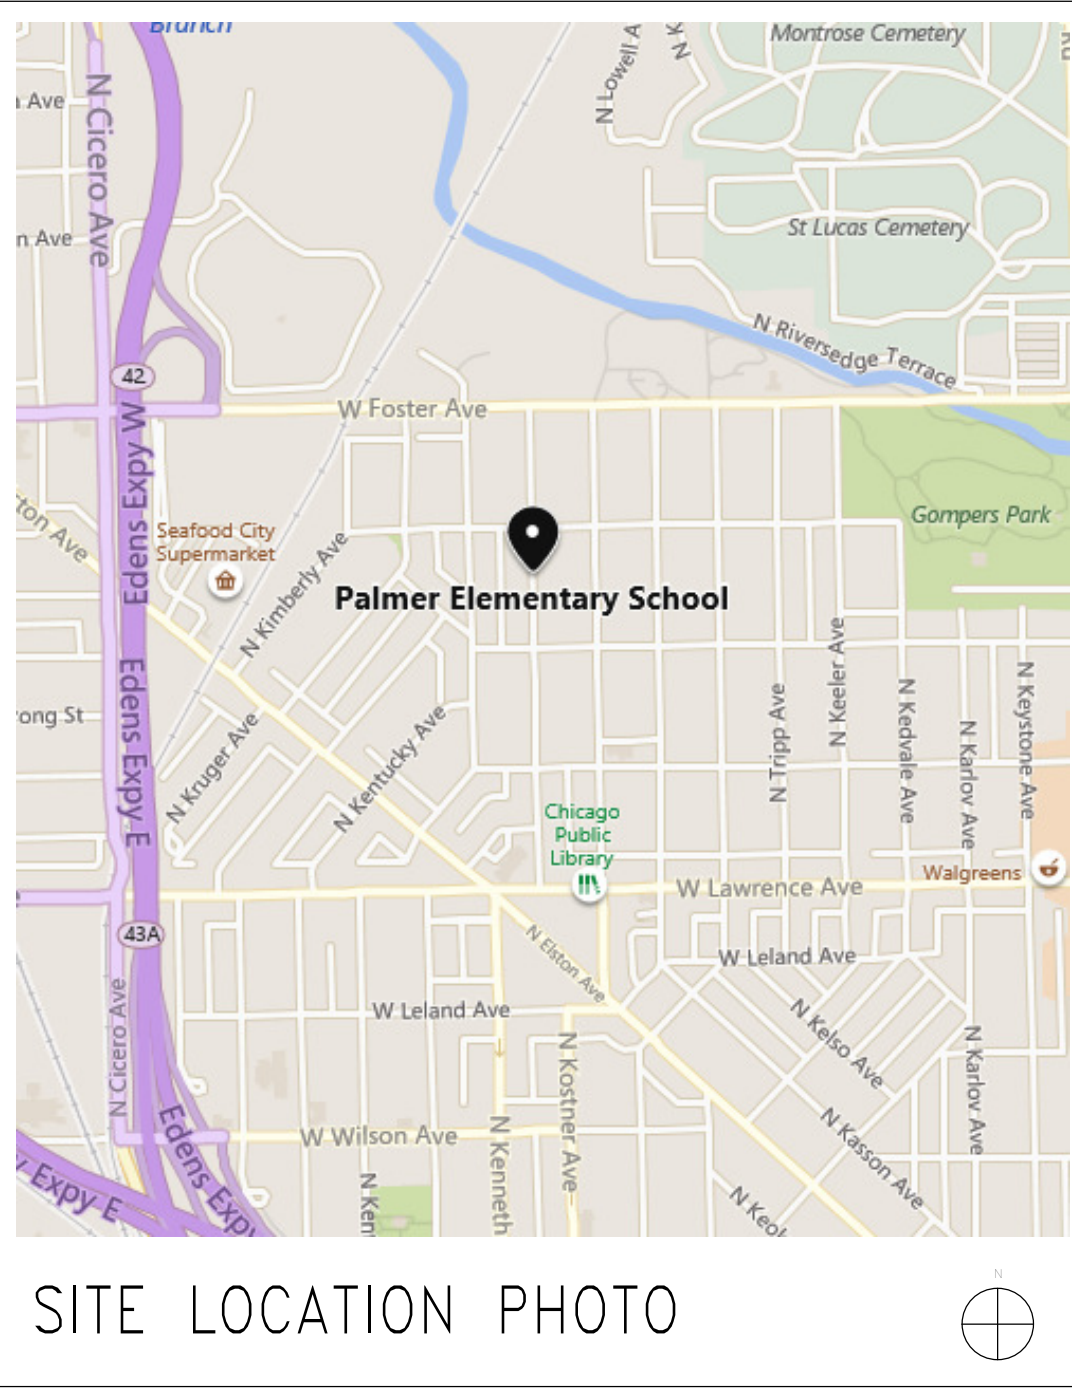 Branch
Montrose Cemetery
N Lowell A
N K
n Ave
N Cicero Ave
n Ave
St Lucas Cemetery
N Riversedge Terrace
42
W Foster Ave
Edens Expy W
ton Ave
Seafood City
Supermarket
Gompers Park
N Kimberly Ave
Palmer Elementary School
Edens Expy E
ong St
N Kruger Ave
N Kentucky Ave
N Tripp Ave
N Keeler Ave
N Kedvale Ave
N Karlov Ave
N Keystone Ave
Chicago
Public
Library
Walgreens
W Lawrence Ave
43A
N Elston Ave
W Leland Ave
W Leland Ave
N Cicero Ave
N Kelso Ave
N Karlov Ave
N Kostner Ave
N Kasson Ave
W Wilson Ave
N Kenneth
Edens Expy
y Expy E
N Ken
N Keok
SITE LOCATION PHOTO
N